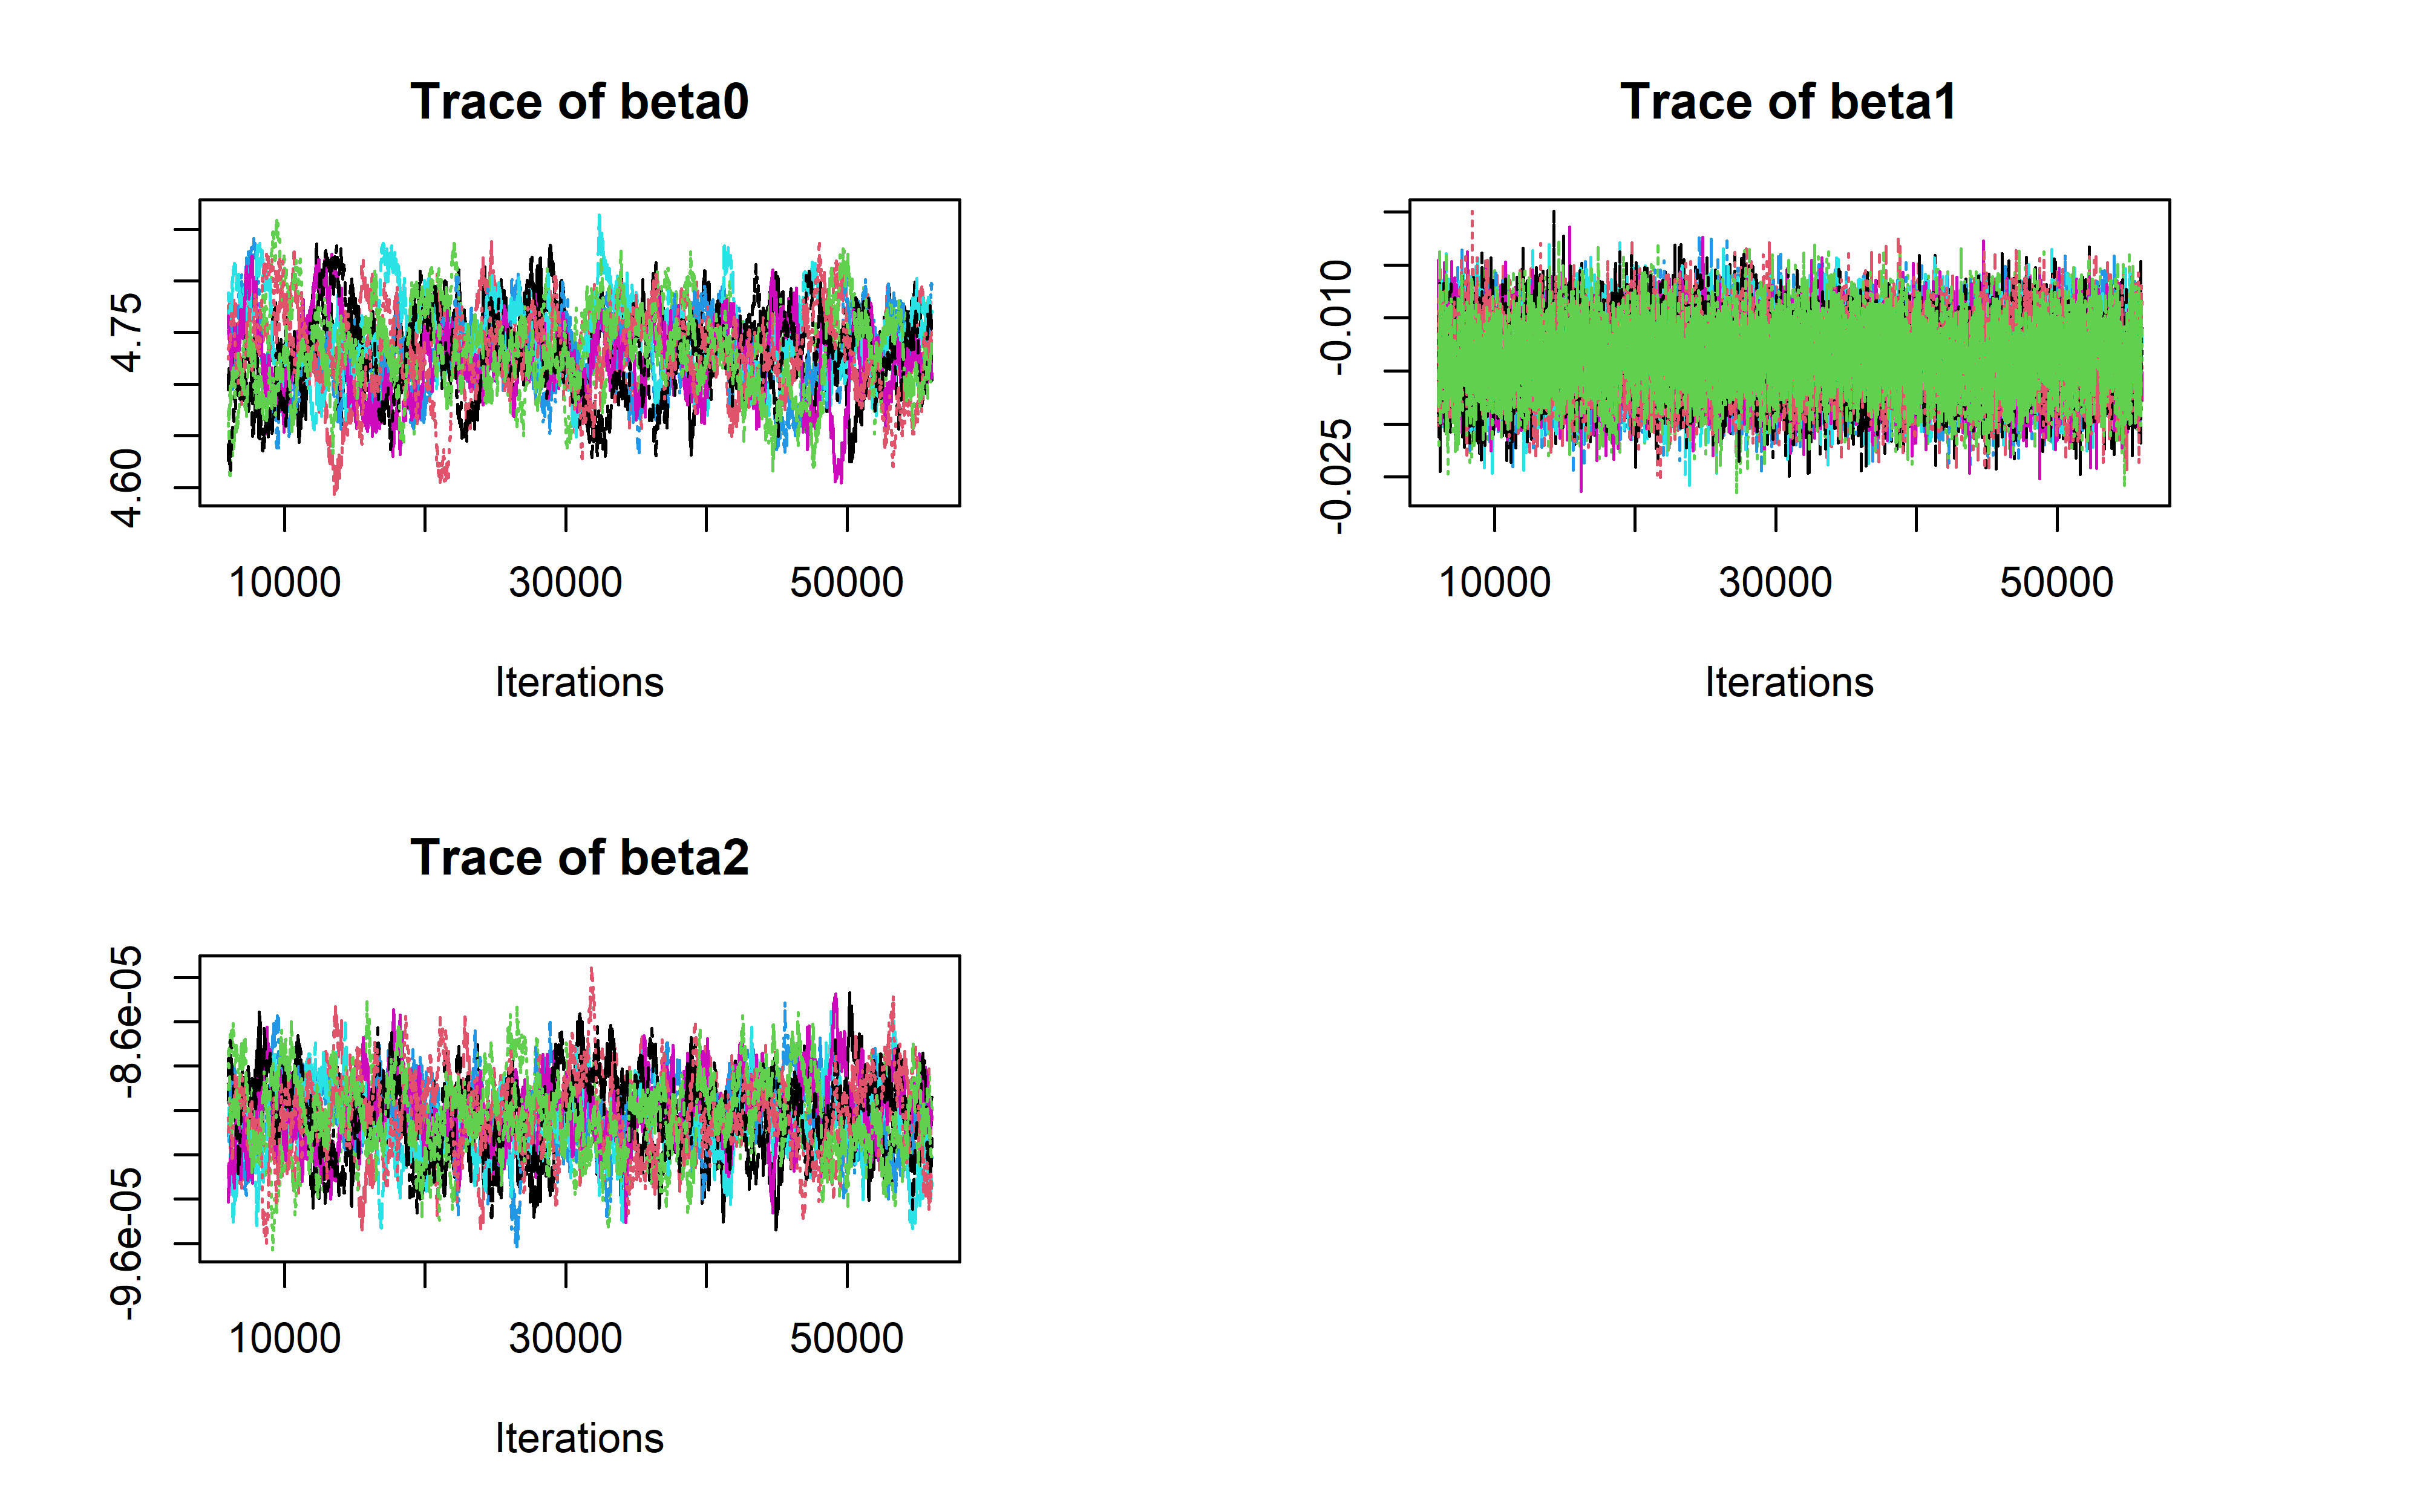 Trace of beta0
4.75
4.60
10000 30000 50000
Iterations
Trace of beta1
-0.010
-0.025
10000 30000 50000
Iterations
Trace of beta2
-8.6e-05
-9.6e-05
10000 30000 50000
Iterations